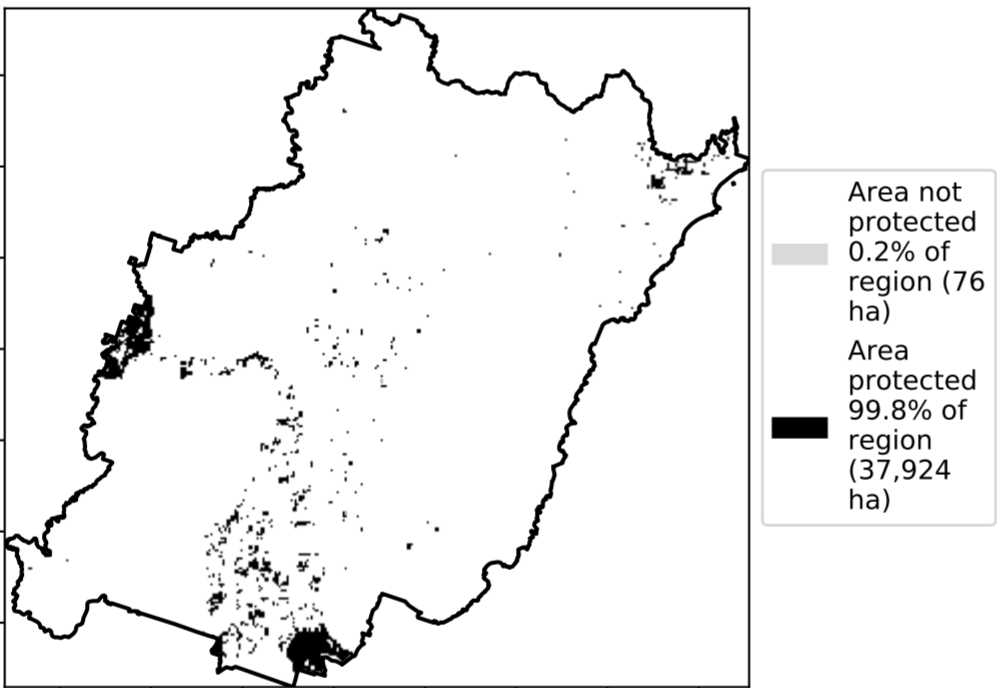 Area not
protected
0.2% of
region (76
ha)
Area
protected
99.8% of
region
(37,924
ha)